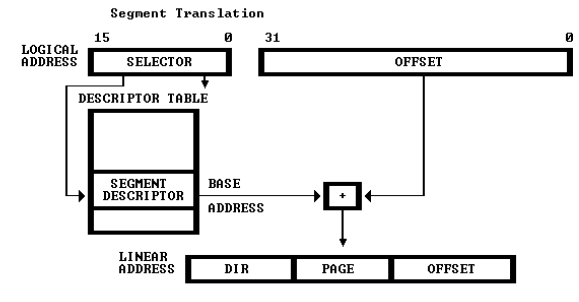 Segment Translation
15 0 31 0
LOGICAL
ADDRESS
SELECTOR OFFSET
DESCRIPTOR TABLE
SEGMENT
DESCRIPTOR
BASE
ADDRESS
+
LINEAR
ADDRESS
DIR PAGE OFFSET